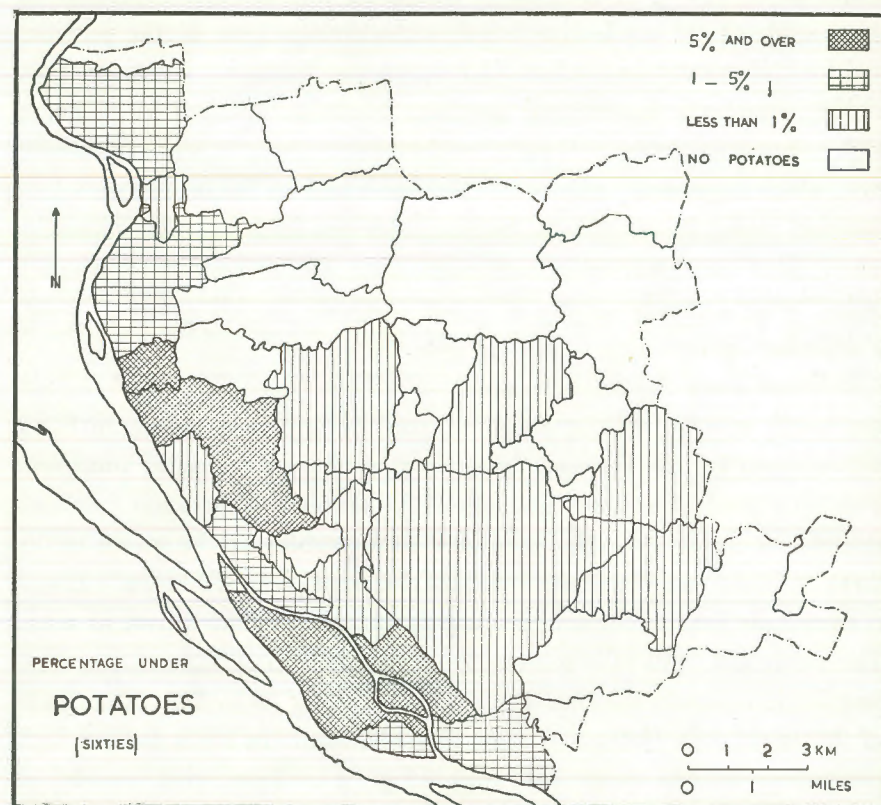 5% AND OVER
1 – 5%
LESS THAN 1%
NO POTATOES
N
PERCENTAGE UNDER
POTATOES
(SIXTIES)
0 1 2 3 KM
0 1 MILES